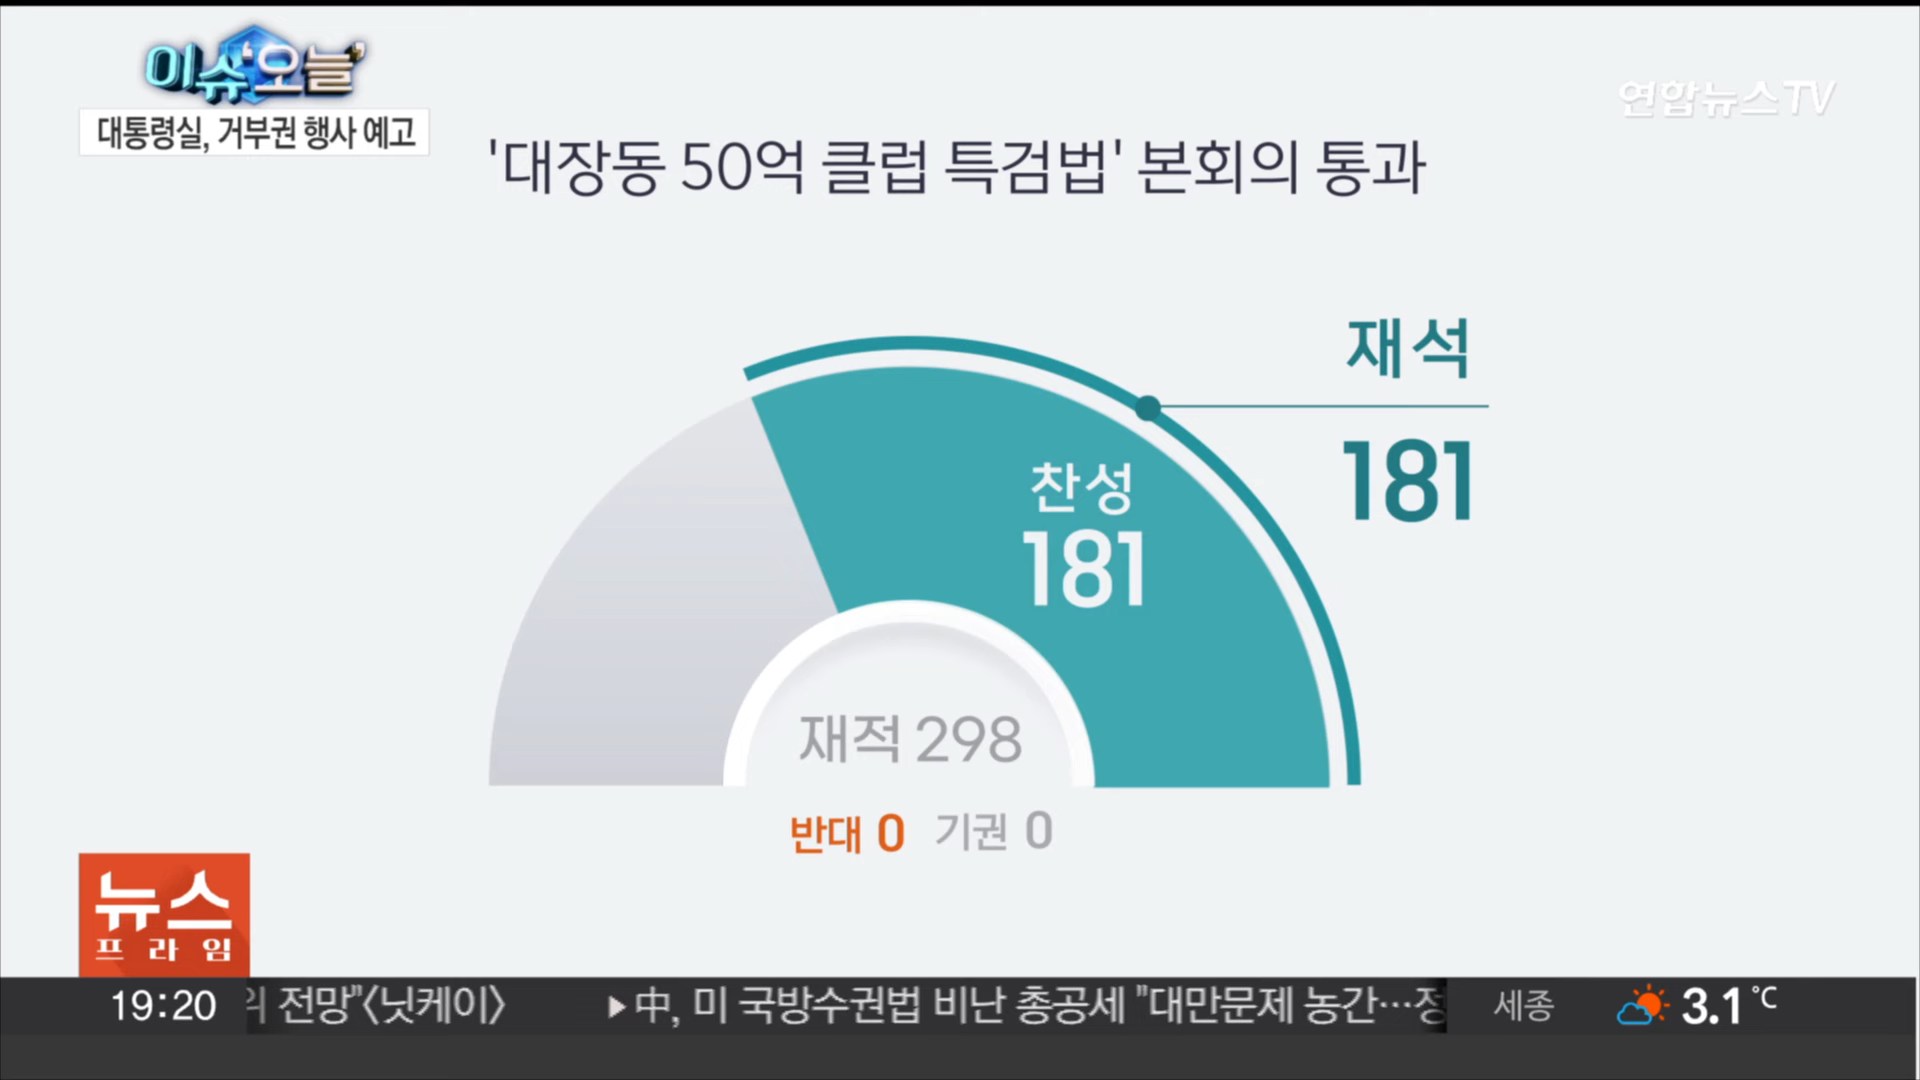 이슈 '오늘'
대통령실, 거부권 행사 예고
연합뉴스TV
'대장동 50억 클럽 특검법' 본회의 통과
재석
181
찬성
181
재적 298
반대 0 기권 0
뉴스
프라임
19:20 위 전망"〈닛케이〉 ▶中, 미 국방수권법 비난 총공세 "대만문제 농간…정 세종 3.1℃